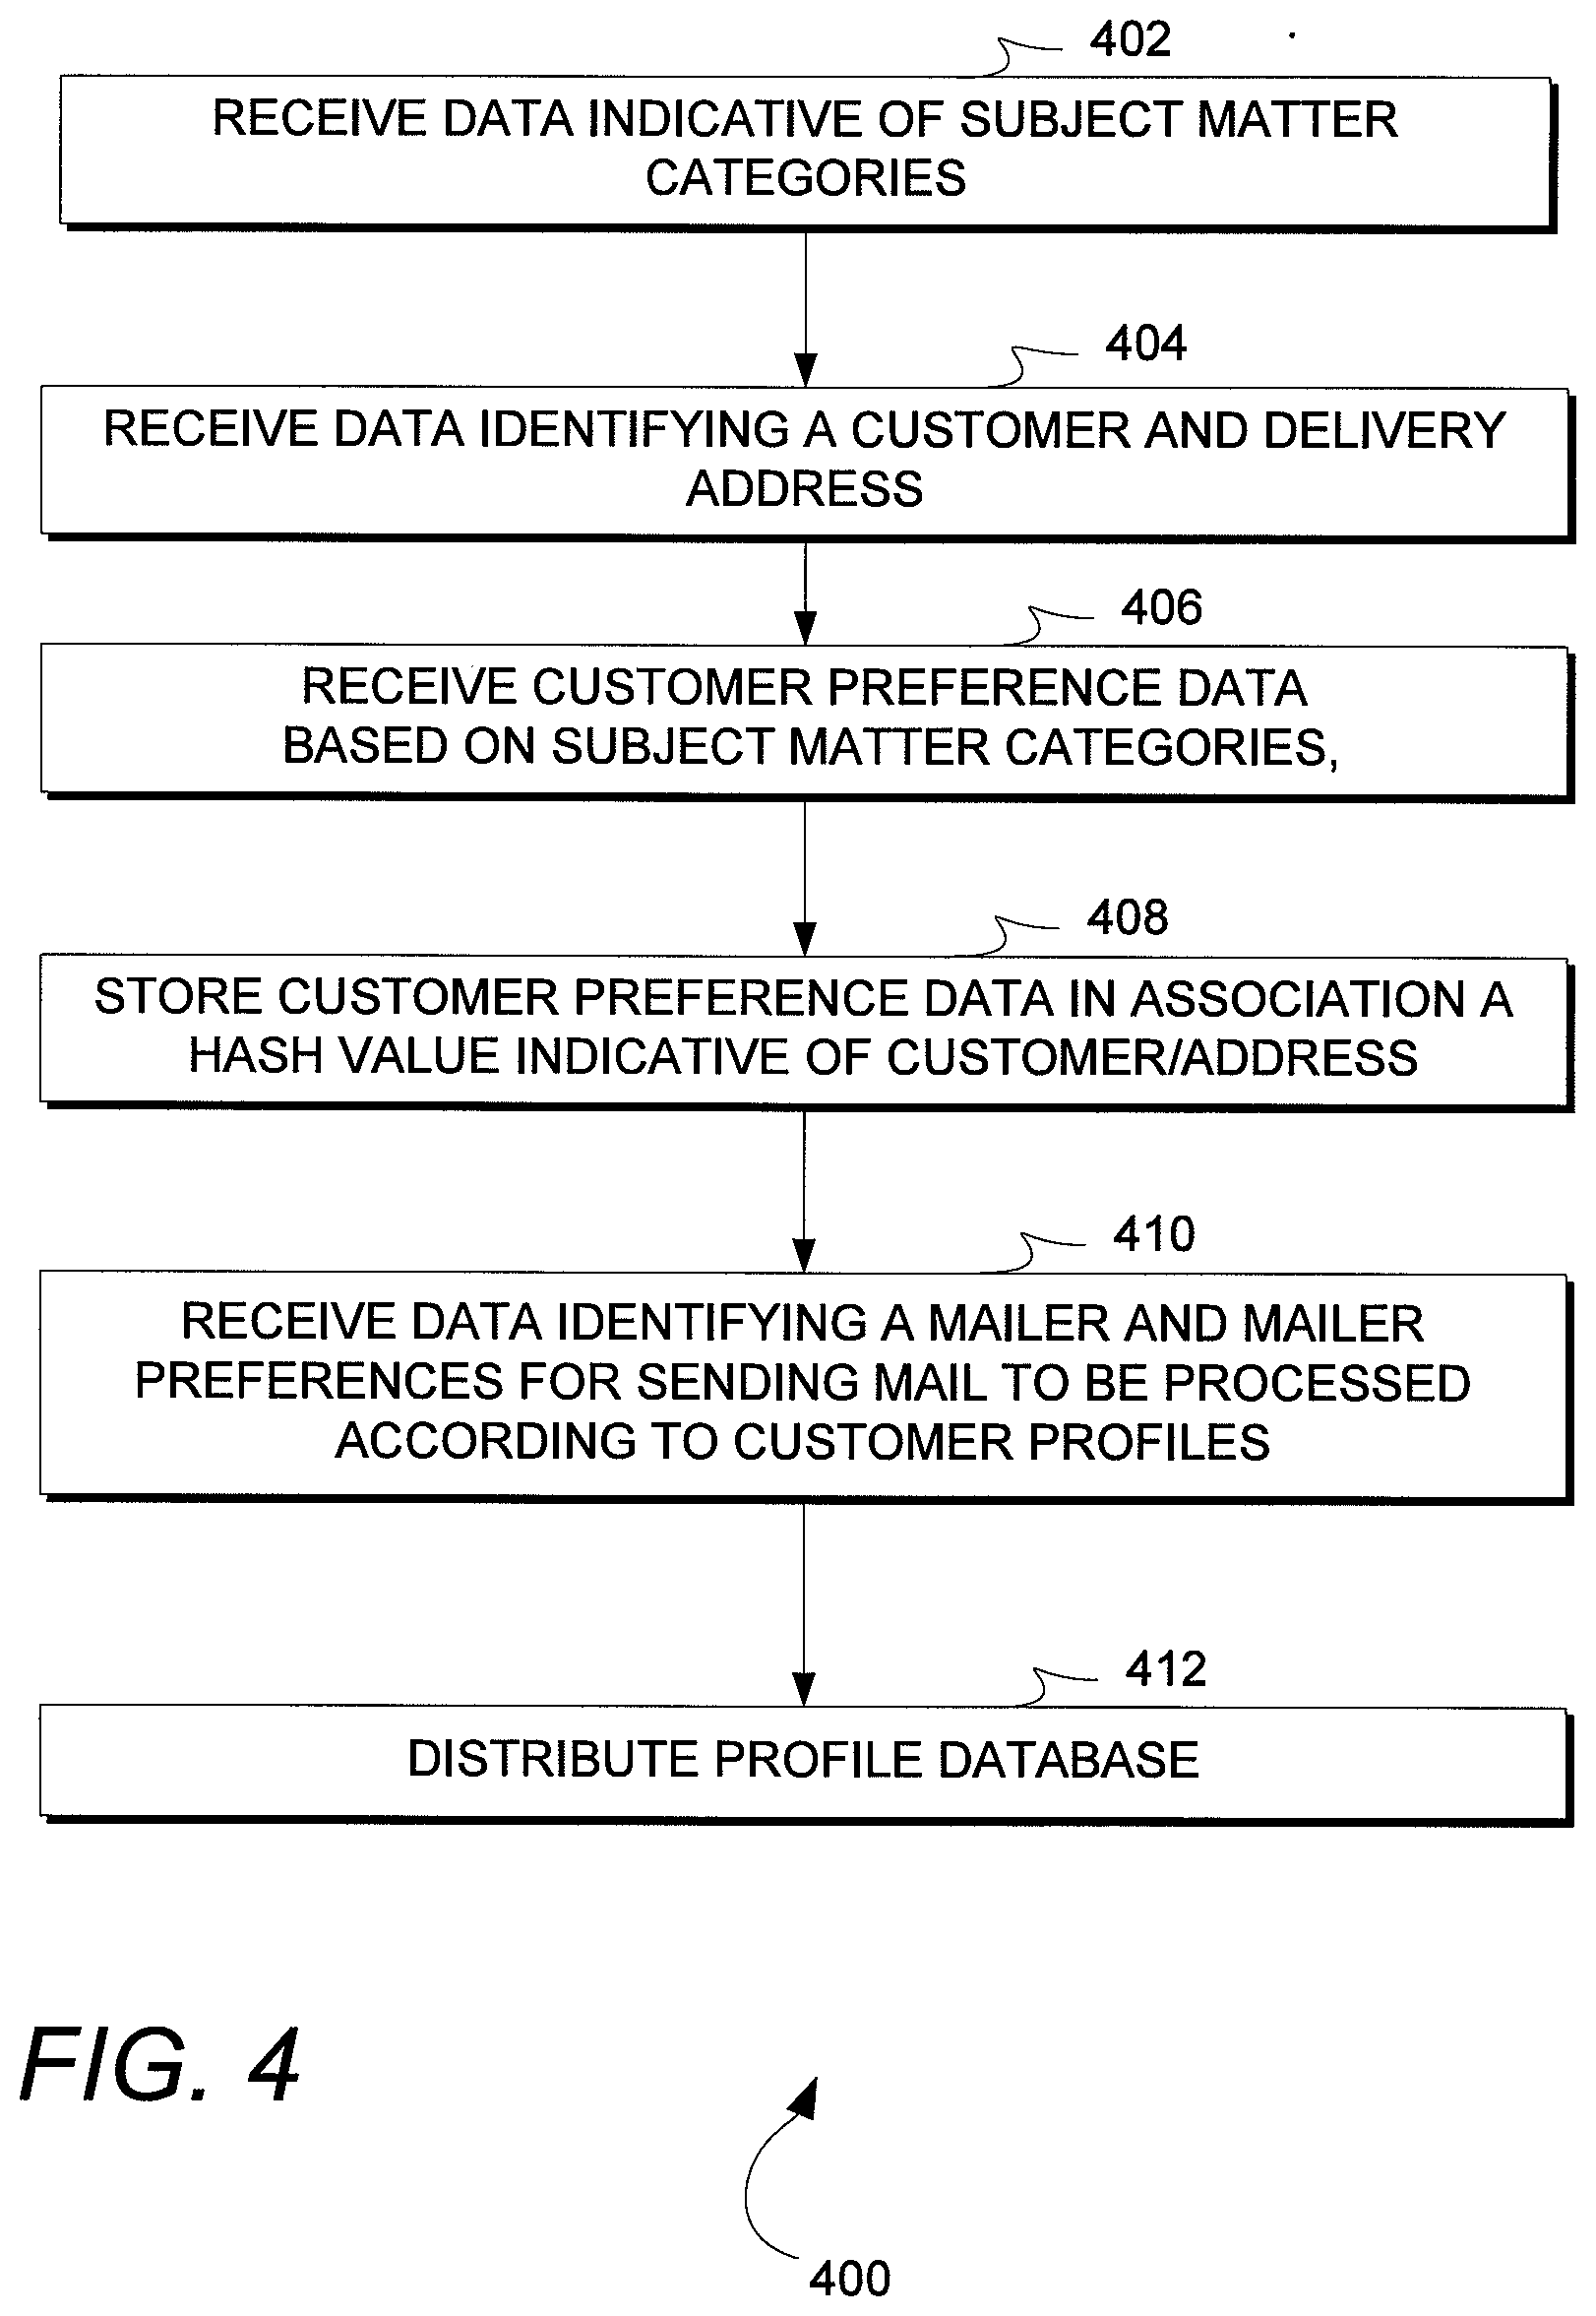 402
RECEIVE DATA INDICATIVE OF SUBJECT MATTER
CATEGORIES
404
RECEIVE DATA IDENTIFYING A CUSTOMER AND DELIVERY
ADDRESS
406
RECEIVE CUSTOMER PREFERENCE DATA
BASED ON SUBJECT MATTER CATEGORIES,
408
STORE CUSTOMER PREFERENCE DATA IN ASSOCIATION A
HASH VALUE INDICATIVE OF CUSTOMER/ADDRESS
410
RECEIVE DATA IDENTIFYING A MAILER AND MAILER
PREFERENCES FOR SENDING MAIL TO BE PROCESSED
ACCORDING TO CUSTOMER PROFILES
412
DISTRIBUTE PROFILE DATABASE
FIG. 4
400